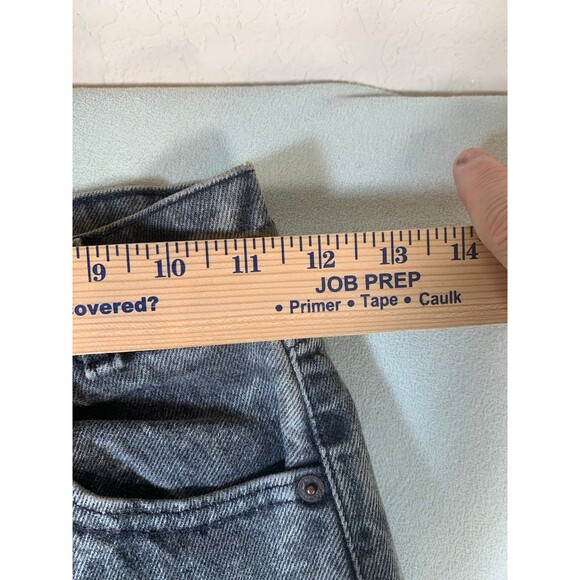 9 10 11 12 13 14
JOB PREP
overed? • Primer • Tape • Caulk